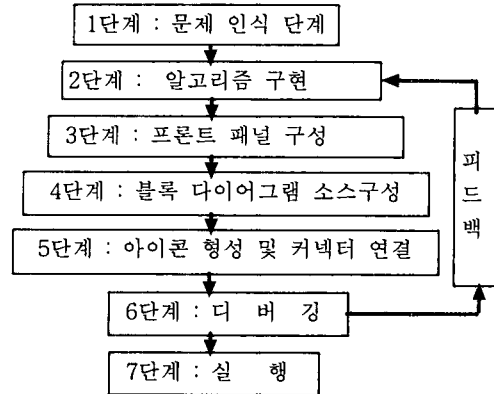 1단계 : 문제 인식 단계
2단계 : 알고리즘 구현
3단계 : 프론트 패널 구성
4단계 : 블록 다이어그램 소스구성
5단계 : 아이콘 형성 및 커넥터 연결
6단계 : 디 버 깅
7단계 : 실 행
피
드
백